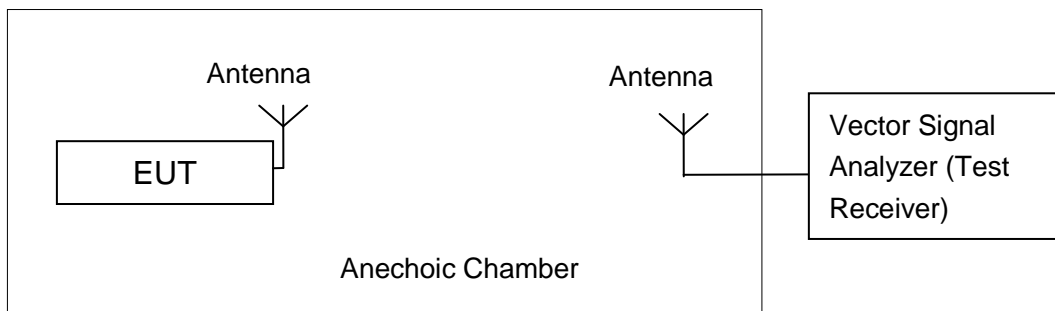 Antenna
Antenna
EUT
Vector Signal
Analyzer (Test
Receiver)
Anechoic Chamber